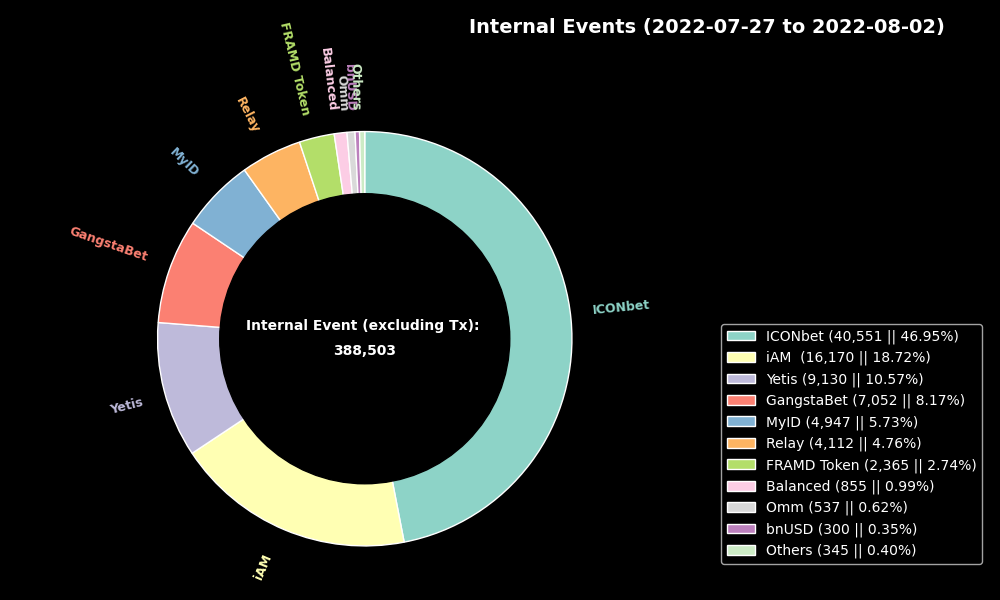 Internal Events (2022-07-27 to 2022-08-02)
FRAMD Token
Balanced
Omm
bnUSD
Others
Relay
MyID
GangstaBet
ICONbet
Yetis
iAM
Internal Event (excluding Tx):
388,503
ICONbet (40,551 || 46.95%)
iAM  (16,170 || 18.72%)
Yetis (9,130 || 10.57%)
GangstaBet (7,052 || 8.17%)
MyID (4,947 || 5.73%)
Relay (4,112 || 4.76%)
FRAMD Token (2,365 || 2.74%)
Balanced (855 || 0.99%)
Omm (537 || 0.62%)
bnUSD (300 || 0.35%)
Others (345 || 0.40%)